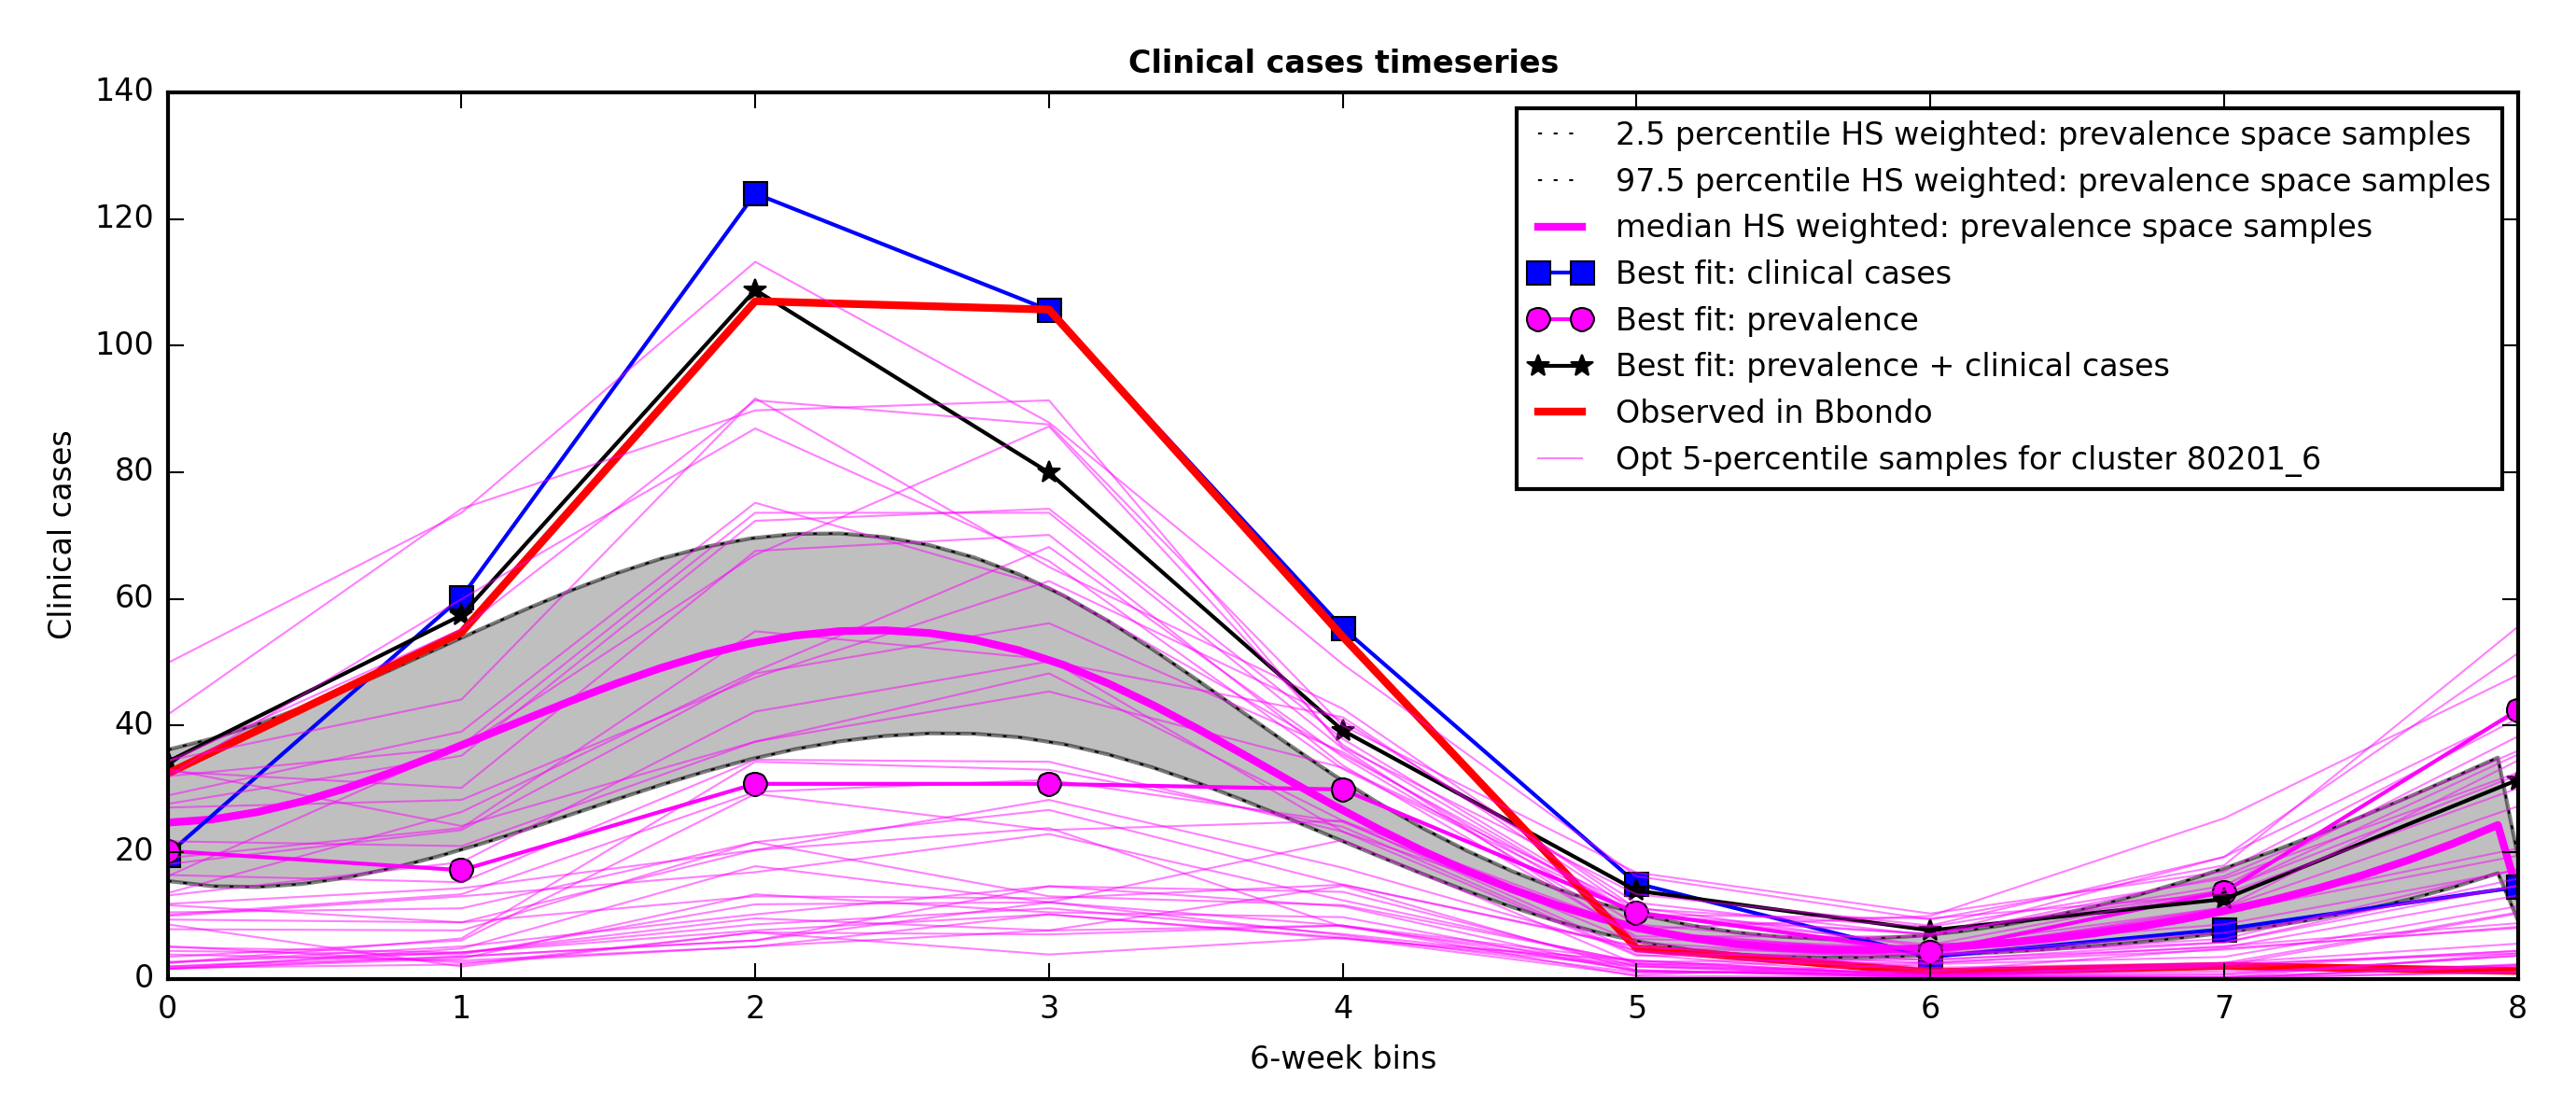 Clinical cases timeseries
140
120
100
80
60
40
20
0
Clinical cases
2.5 percentile HS weighted: prevalence space samples
97.5 percentile HS weighted: prevalence space samples
median HS weighted: prevalence space samples
Best fit: clinical cases
Best fit: prevalence
Best fit: prevalence + clinical cases
Observed in Bbondo
Opt 5-percentile samples for cluster 80201_6
0 1 2 3 4 5 6 7 8
6-week bins